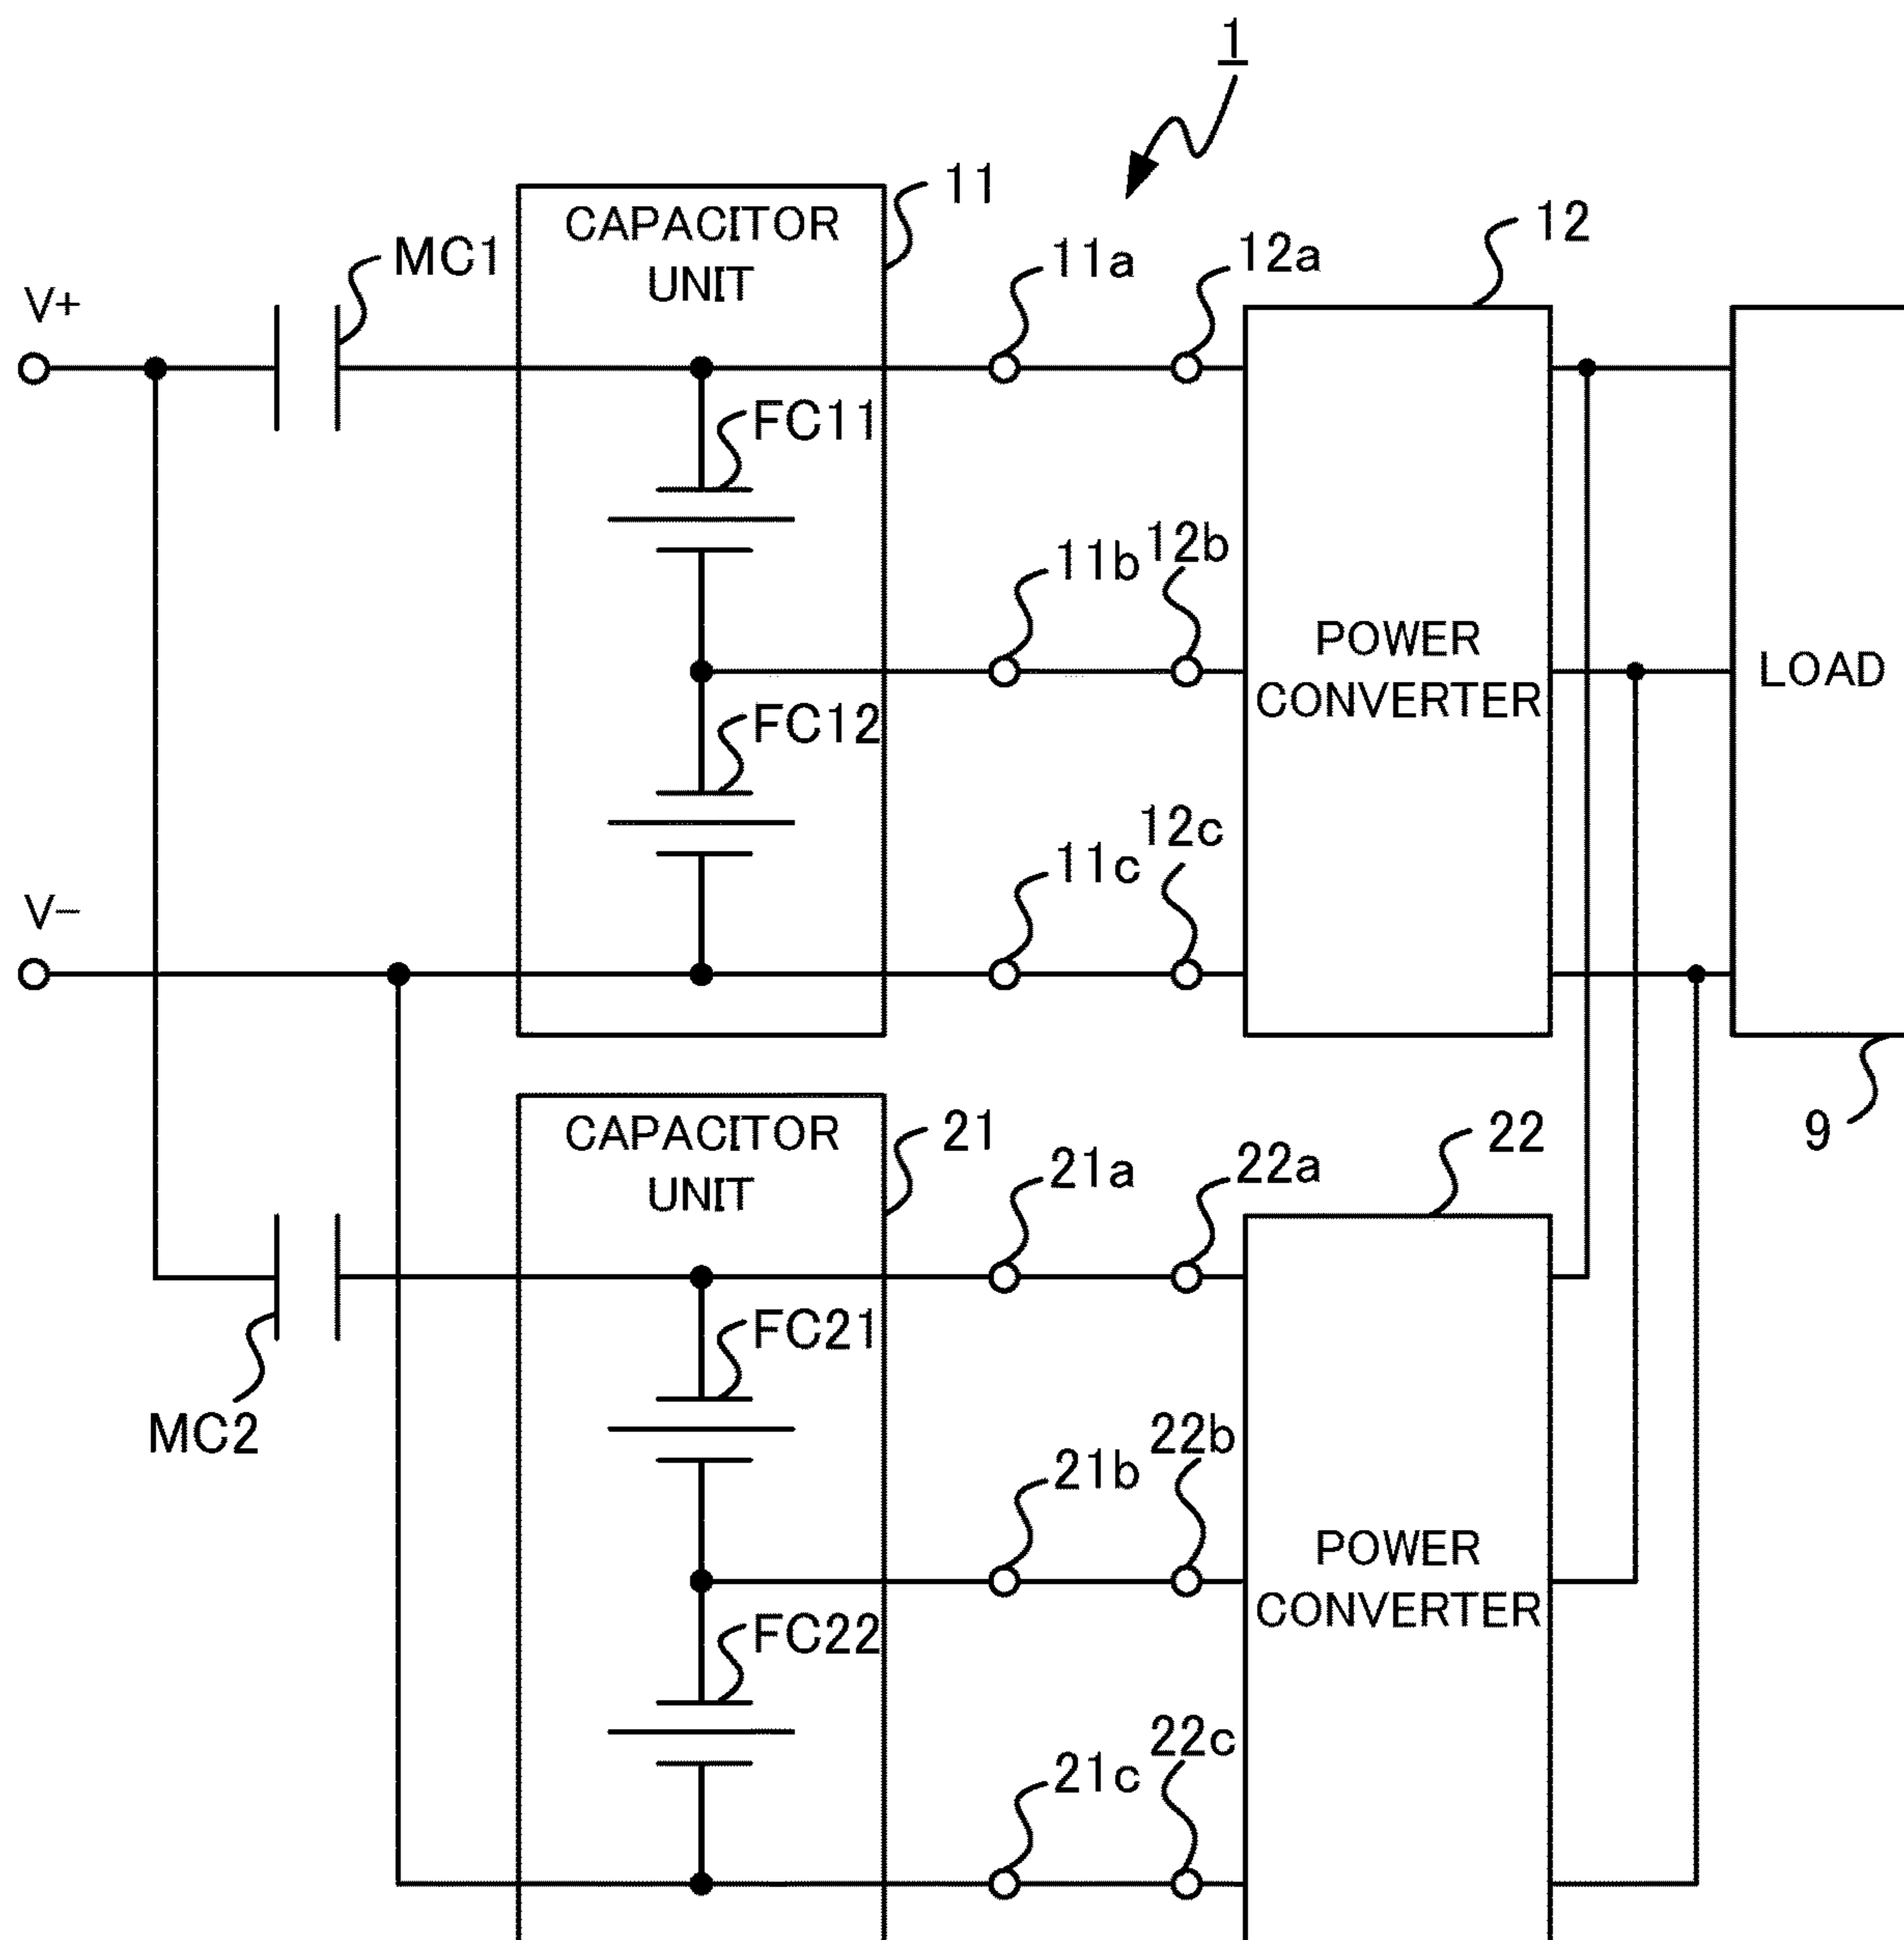 1
11
CAPACITOR
UNIT
MC1
11a
12a
12
V+
FC11
11b
12b
POWER
CONVERTER
LOAD
FC12
12c
11c
V−
9
CAPACITOR
UNIT
21
22
21a
22a
FC21
MC2
22b
21b
POWER
CONVERTER
FC22
22c
21c